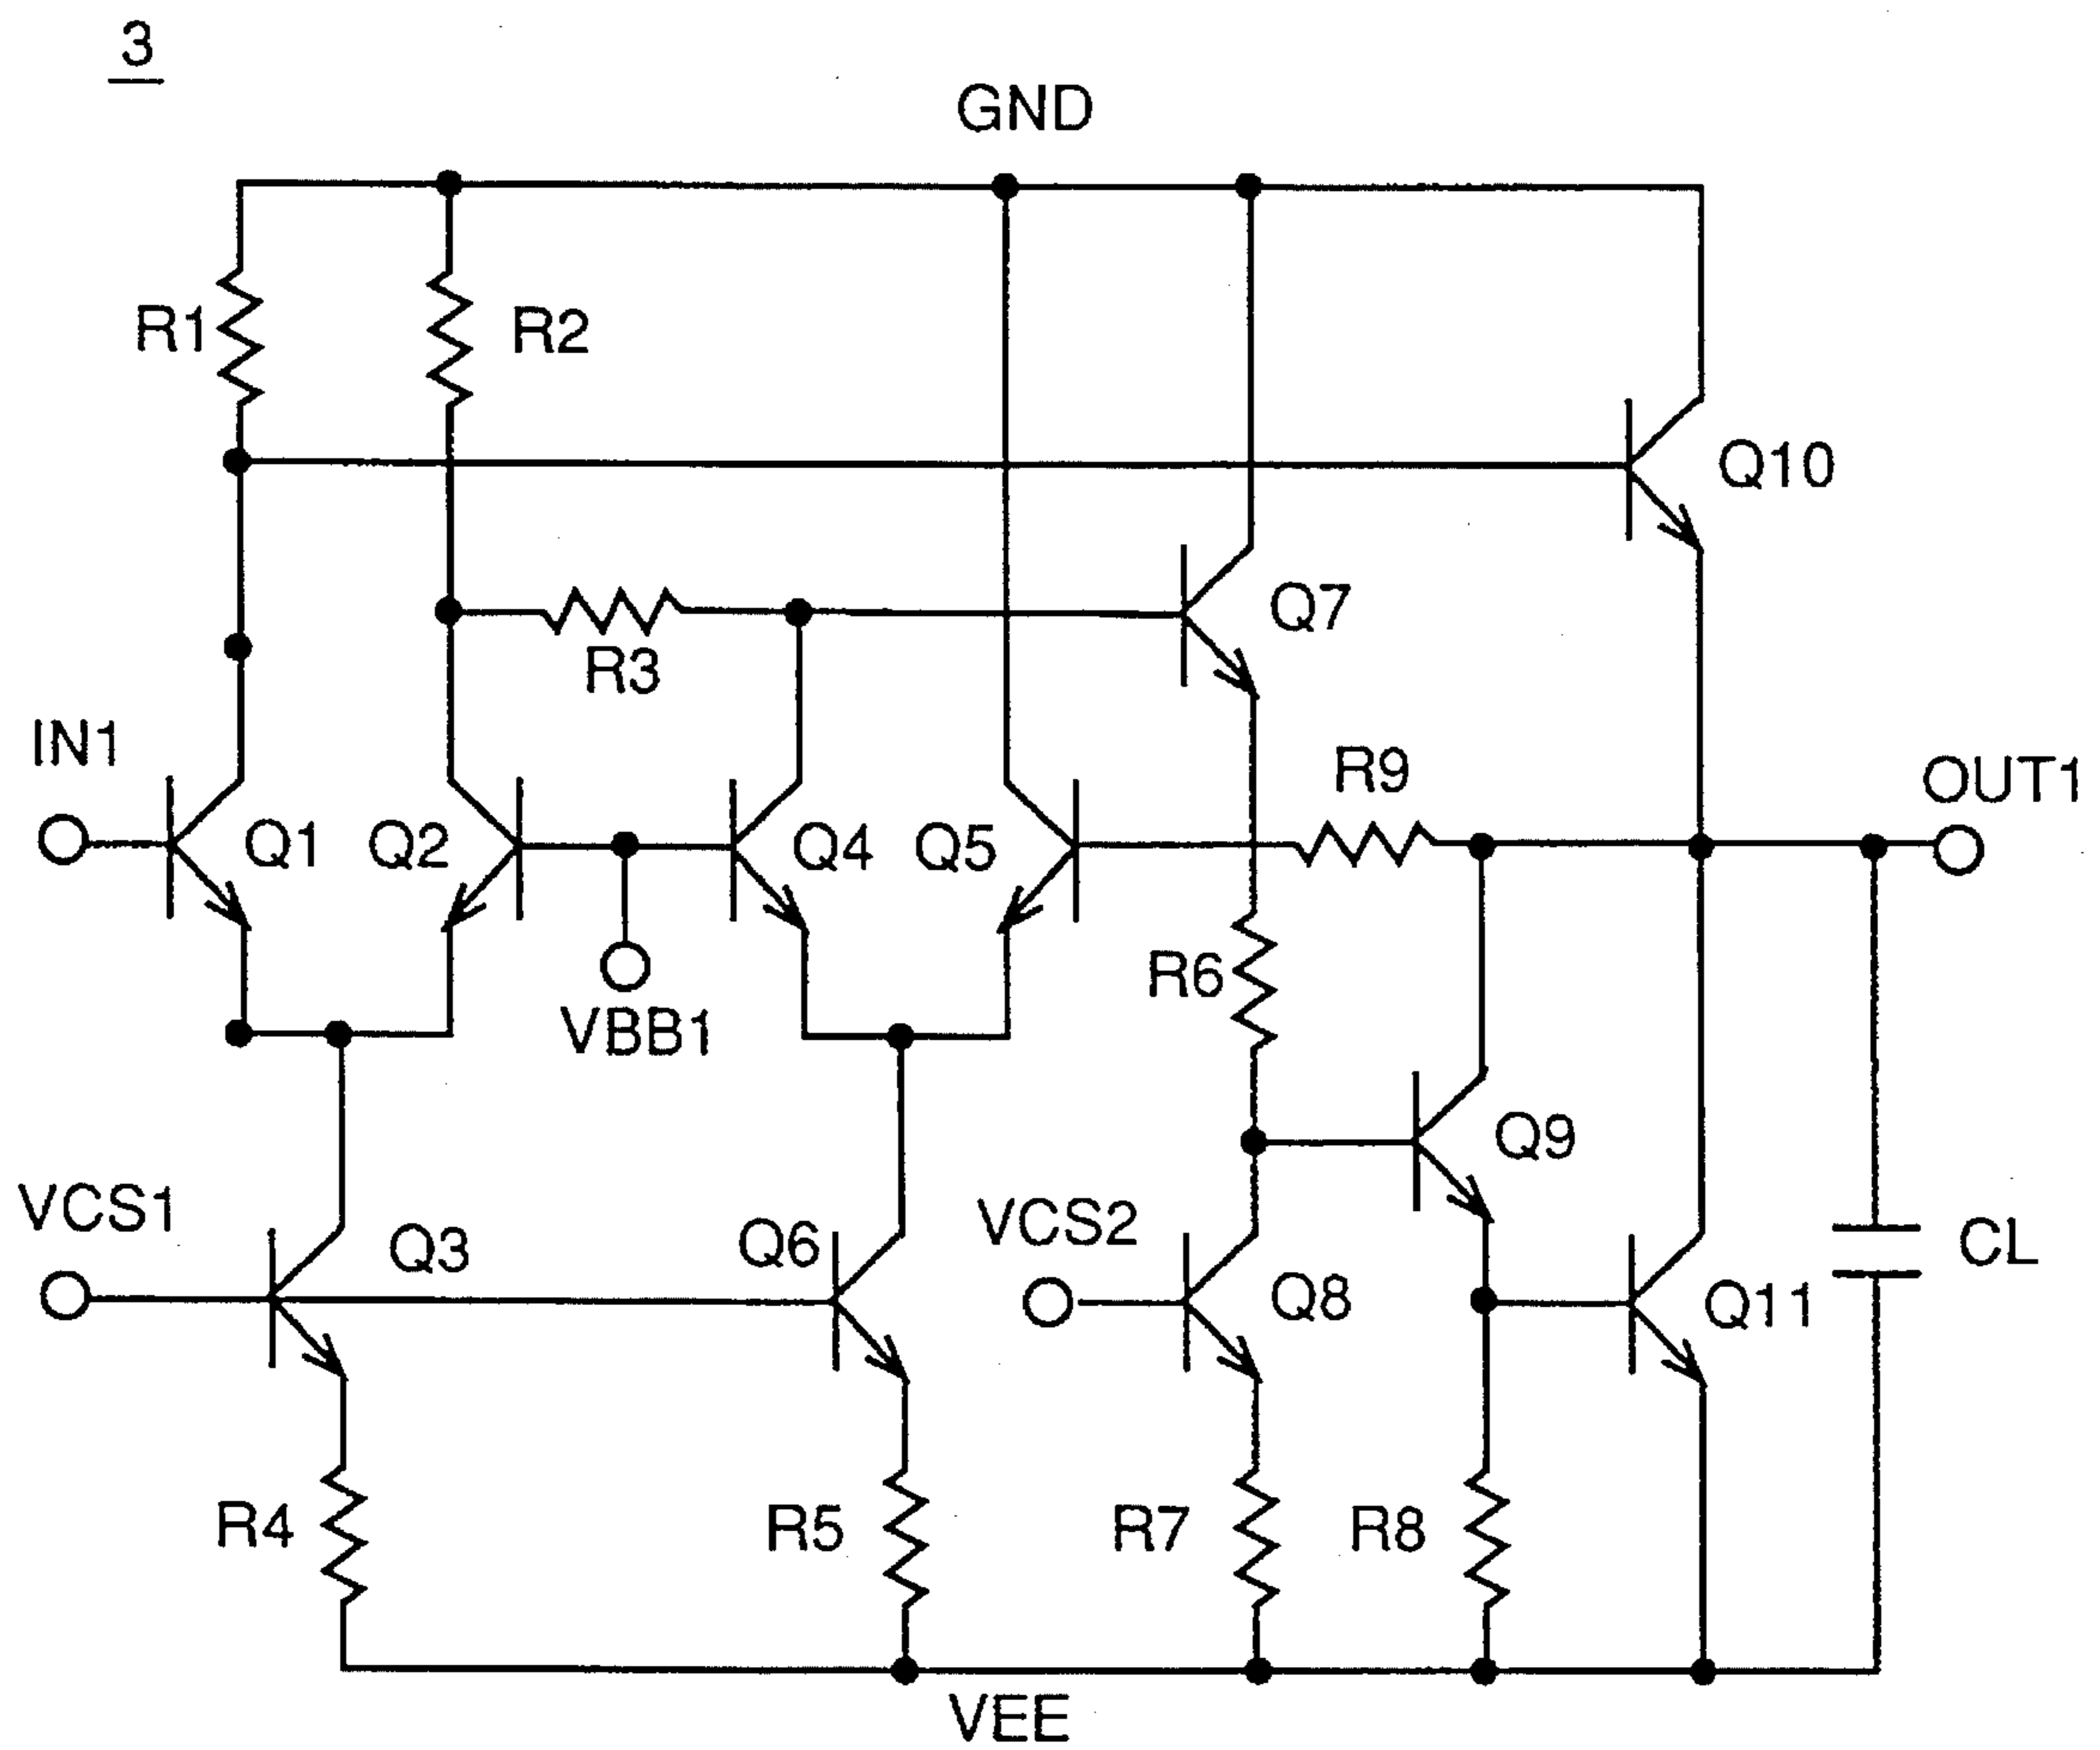 3
GND
R1
R2
Q10
Q7
R3
IN1
R9
OUT1
Q1
Q2
Q4
Q5
R6
VBB1
Q9
VCS1
VCS2
Q3
Q6
Q8
Q11
CL
R4
R5
R7
R8
VEE